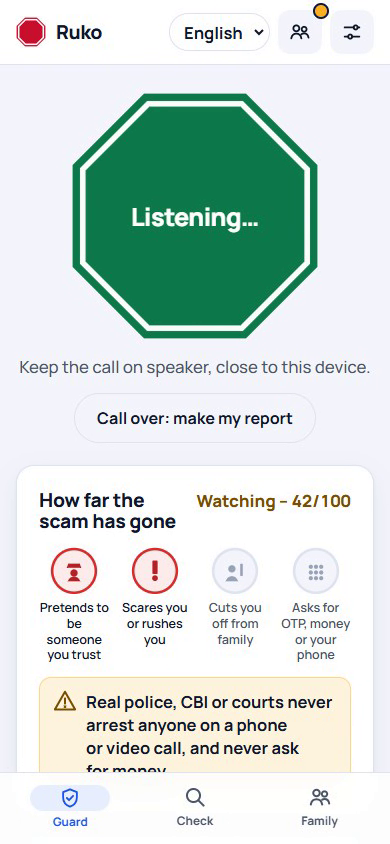 Ruko
English
Listening...
Keep the call on speaker, close to this device.
Call over: make my report
How far the
scam has gone
Watching – 42/100
Pretends to
be
someone
you trust
Scares you
or rushes
you
Cuts you
off from
family
Asks for
OTP, money
or your
phone
Real police, CBI or courts never
arrest anyone on a phone
or video call, and never ask
for money
Guard
Check
Family